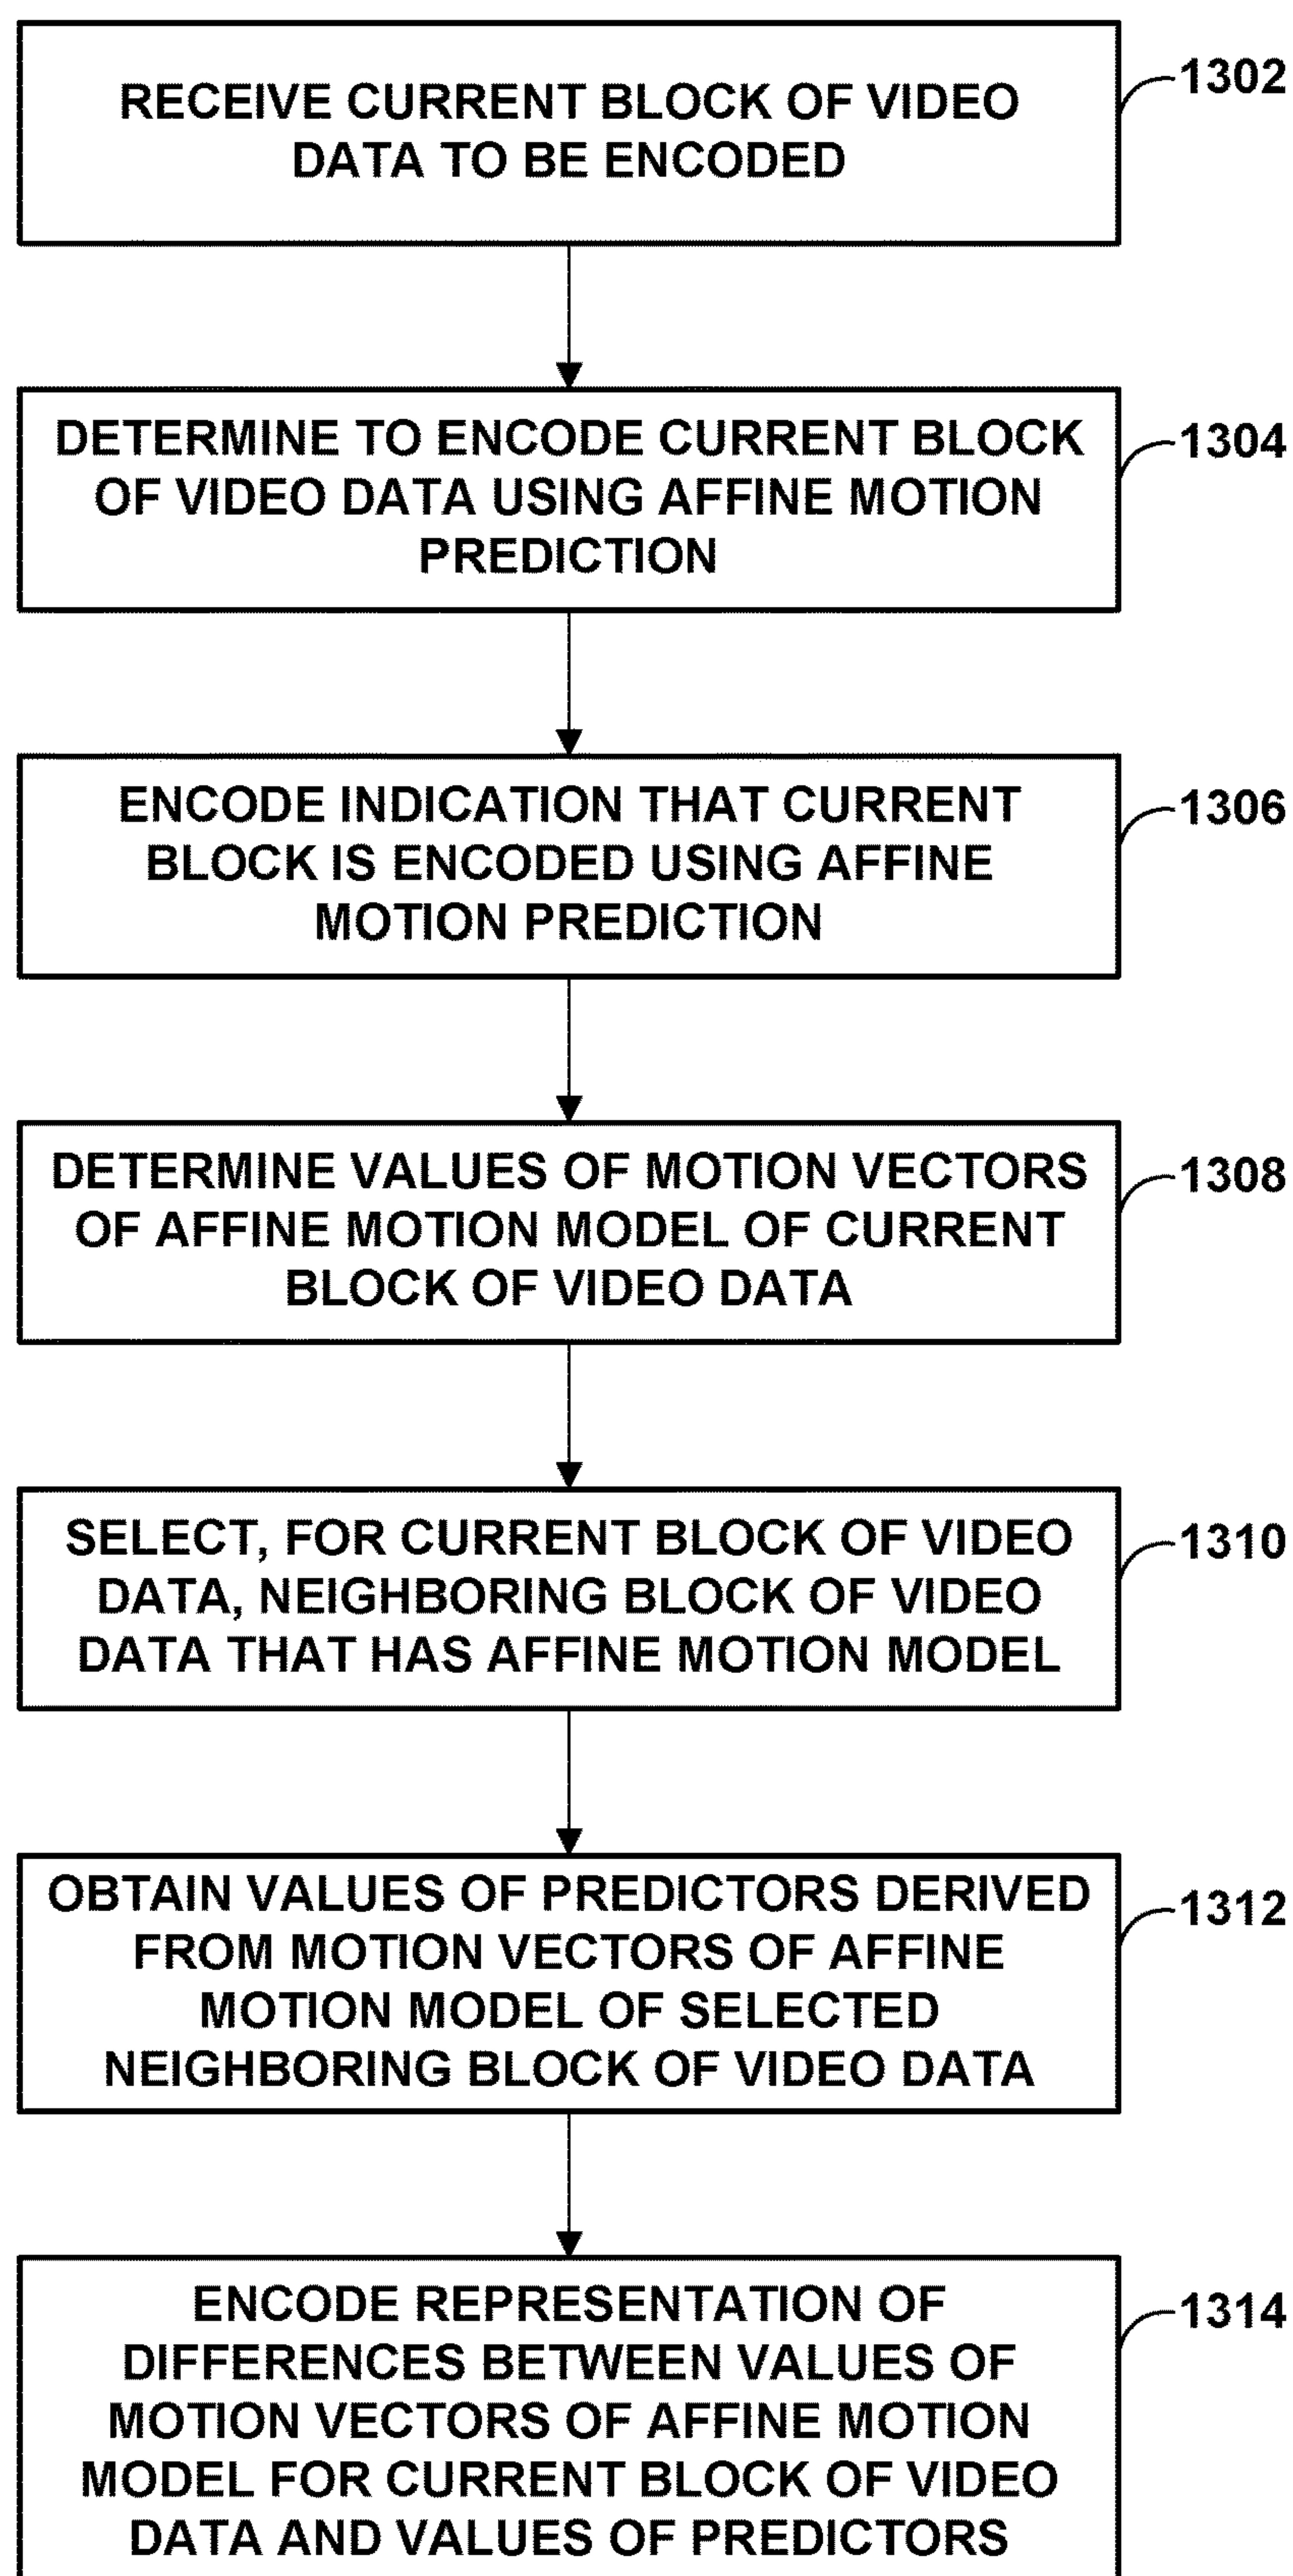 RECEIVE CURRENT BLOCK OF VIDEO
DATA TO BE ENCODED
1302
DETERMINE TO ENCODE CURRENT BLOCK
OF VIDEO DATA USING AFFINE MOTION
PREDICTION
1304
ENCODE INDICATION THAT CURRENT
BLOCK IS ENCODED USING AFFINE
MOTION PREDICTION
1306
DETERMINE VALUES OF MOTION VECTORS
OF AFFINE MOTION MODEL OF CURRENT
BLOCK OF VIDEO DATA
1308
SELECT, FOR CURRENT BLOCK OF VIDEO
DATA, NEIGHBORING BLOCK OF VIDEO
DATA THAT HAS AFFINE MOTION MODEL
1310
OBTAIN VALUES OF PREDICTORS DERIVED
FROM MOTION VECTORS OF AFFINE
MOTION MODEL OF SELECTED
NEIGHBORING BLOCK OF VIDEO DATA
1312
ENCODE REPRESENTATION OF
DIFFERENCES BETWEEN VALUES OF
MOTION VECTORS OF AFFINE MOTION
MODEL FOR CURRENT BLOCK OF VIDEO
DATA AND VALUES OF PREDICTORS
1314